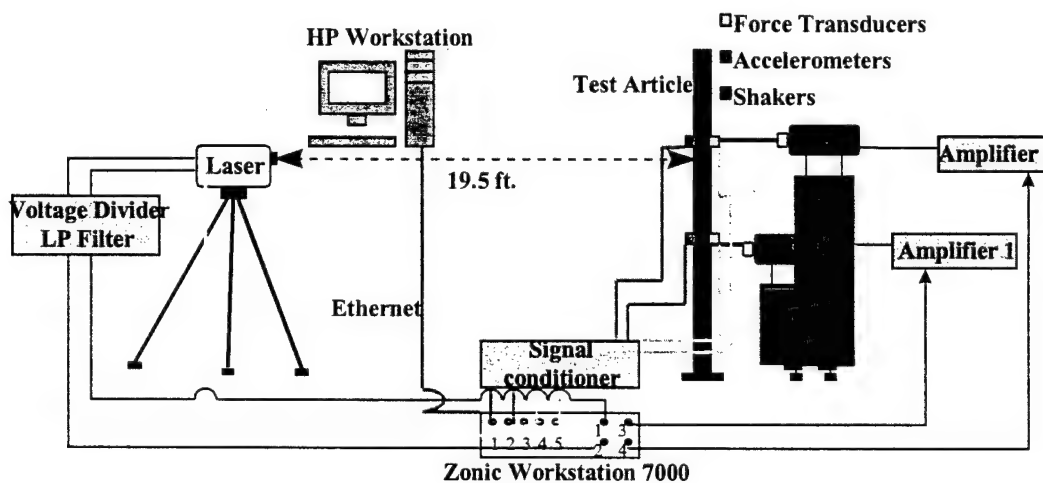 HP Workstation
Force Transducers
Accelerometers
Shakers
Test Article
Laser
19.5 ft.
Amplifier
Voltage Divider
LP Filter
Amplifier 1
Ethernet
Signal
conditioner
1 2 3 4 5
1 3
2 4
Zonic Workstation 7000